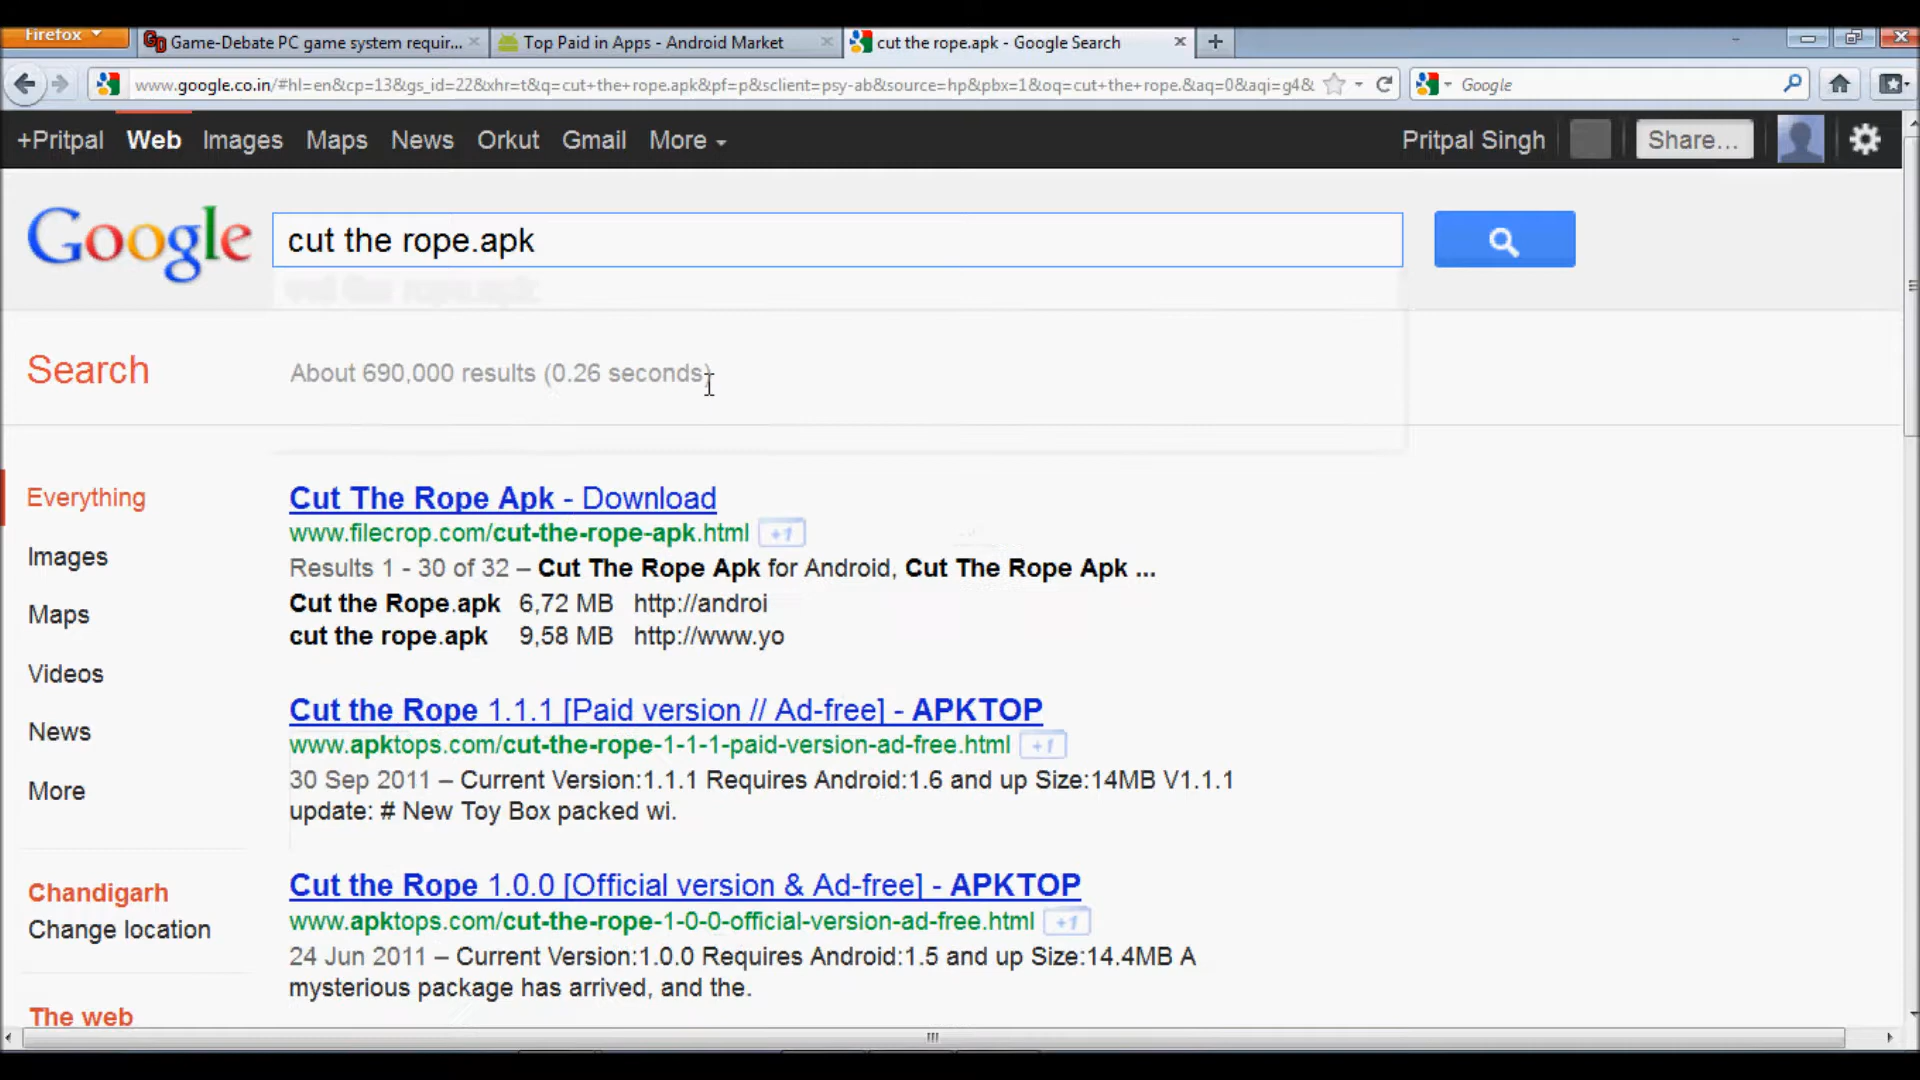 Firefox
Game-Debate PC game system requir...
Top Paid in Apps - Android Market
cut the rope.apk - Google Search
www.google.co.in/#hl=en&cp=13&gs_id=22&xhr=t&q=cut+the+rope.apk&pf=p&sclient=psy-ab&source=hp&pbx=1&oq=cut+the+rope.&aq=0&aqi=g4&
Google
+Pritpal Web Images Maps News Orkut Gmail More
Pritpal Singh Share...
Google
cut the rope.apk
cut the rope.apk
Search
About 690,000 results (0.26 seconds)
Everything
Images
Maps
Videos
News
More
Chandigarh
Change location
The web
Cut The Rope Apk - Download
www.filecrop.com/cut-the-rope-apk.html +1
Results 1 - 30 of 32 – Cut The Rope Apk for Android, Cut The Rope Apk ...
Cut the Rope.apk 6,72 MB http://androi
cut the rope.apk 9,58 MB http://www.yo
Cut the Rope 1.1.1 [Paid version // Ad-free] - APKTOP
www.apktops.com/cut-the-rope-1-1-1-paid-version-ad-free.html +1
30 Sep 2011 – Current Version:1.1.1 Requires Android:1.6 and up Size:14MB V1.1.1
update: # New Toy Box packed wi.
Cut the Rope 1.0.0 [Official version & Ad-free] - APKTOP
www.apktops.com/cut-the-rope-1-0-0-official-version-ad-free.html +1
24 Jun 2011 – Current Version:1.0.0 Requires Android:1.5 and up Size:14.4MB A
mysterious package has arrived, and the.